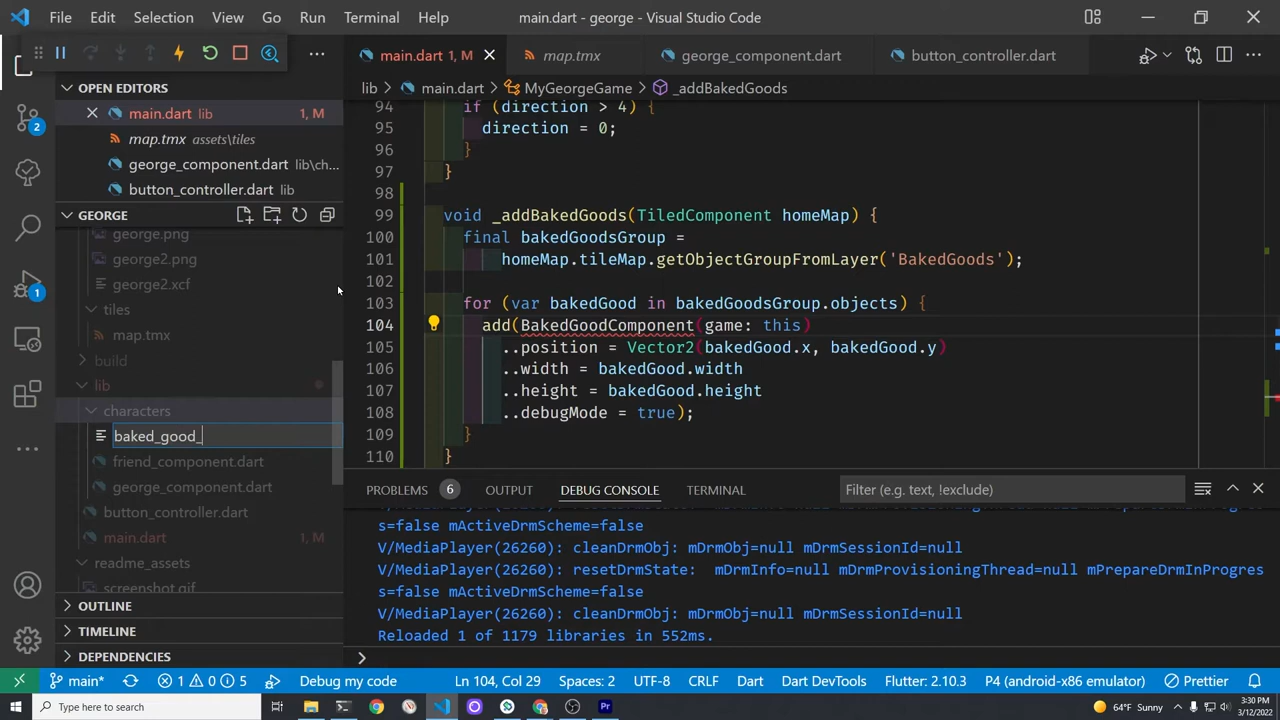 File Edit Selection View Go Run Terminal Help
main.dart - george - Visual Studio Code
OPEN EDITORS
main.dart lib 1, M
map.tmx assets\tiles
george_component.dart lib\ch...
button_controller.dart lib
GEORGE
george.png
george2.png
george2.xcf
tiles
map.tmx
build
lib
characters
baked_good_
friend_component.dart
george_component.dart
button_controller.dart
main.dart M
readme_assets
screenshot.gif
OUTLINE
TIMELINE
DEPENDENCIES
2
1
main.dart 1, M
map.tmx
george_component.dart
button_controller.dart
lib > main.dart > MyGeorgeGame > _addBakedGoods
94 if (direction > 4) {
95 direction = 0;
96 }
97 }
98
99 void _addBakedGoods(TiledComponent homeMap) {
100 final bakedGoodsGroup =
101 homeMap.tileMap.getObjectGroupFromLayer('BakedGoods');
102
103 for (var bakedGood in bakedGoodsGroup.objects) {
104 add(BakedGoodComponent(game: this)
105 ..position = Vector2(bakedGood.x, bakedGood.y)
106 ..width = bakedGood.width
107 ..height = bakedGood.height
108 ..debugMode = true);
109 }
110 }
PROBLEMS 6 OUTPUT DEBUG CONSOLE TERMINAL
Filter (e.g. text, !exclude)
s=false mActiveDrmScheme=false
V/MediaPlayer(26260): cleanDrmObj: mDrmObj=null mDrmSessionId=null
V/MediaPlayer(26260): resetDrmState:  mDrmInfo=null mDrmProvisioningThread=null mPrepareDrmInProgres
s=false mActiveDrmScheme=false
V/MediaPlayer(26260): cleanDrmObj: mDrmObj=null mDrmSessionId=null
Reloaded 1 of 1179 libraries in 552ms.
main* 1 0 5 Debug my code Ln 104, Col 29 Spaces: 2 UTF-8 CRLF Dart Dart DevTools Flutter: 2.10.3 P4 (android-x86 emulator) Prettier
Type here to search
64°F Sunny
3:30 PM
3/12/2022